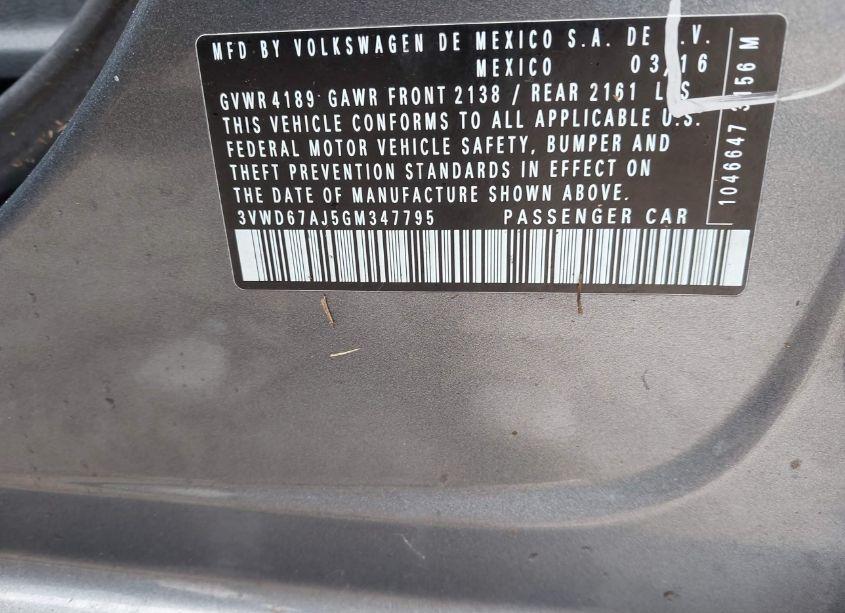 MFD BY VOLKSWAGEN DE MEXICO S.A. DE .V.
MEXICO 03/16
GVWR 4189 GAWR FRONT 2138 / REAR 2161 LBS
THIS VEHICLE CONFORMS TO ALL APPLICABLE U.S.
FEDERAL MOTOR VEHICLE SAFETY, BUMPER AND
THEFT PREVENTION STANDARDS IN EFFECT ON
THE DATE OF MANUFACTURE SHOWN ABOVE.
3VWD67AJ5GM347795 PASSENGER CAR
1046647 M